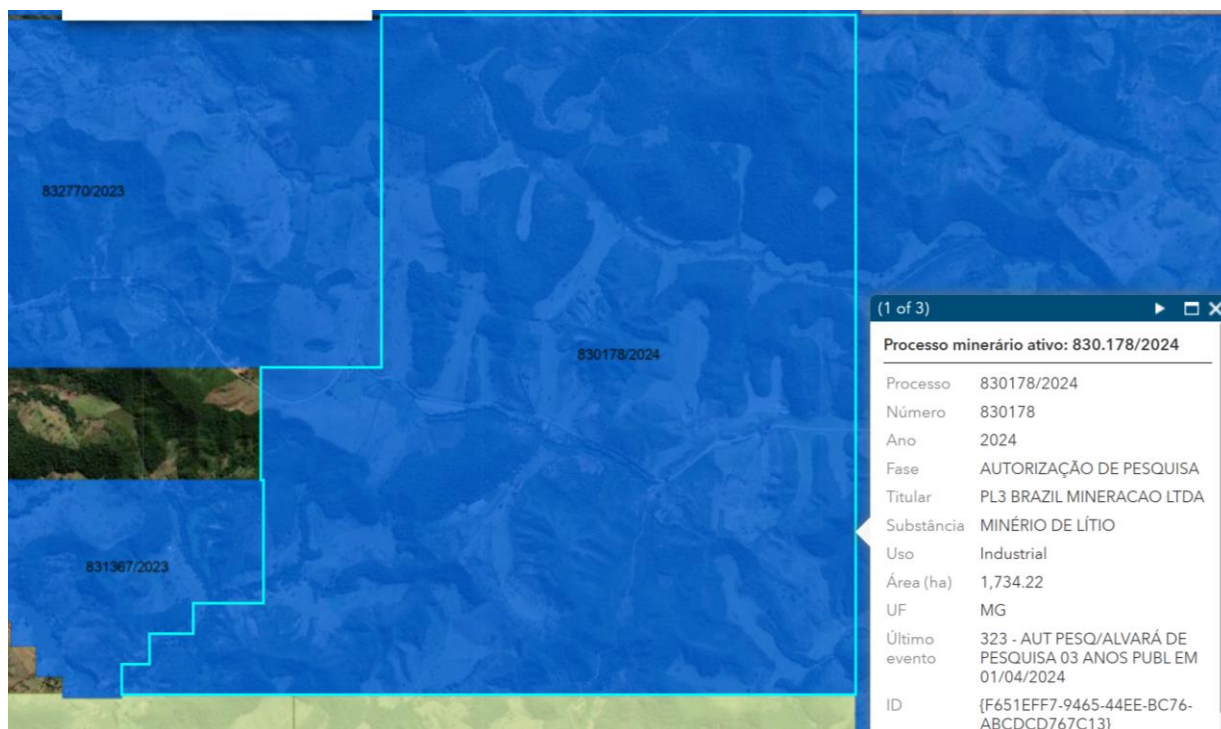 832770/2023
830178/2024
831367/2023
(1 of 3)
Processo minerário ativo: 830.178/2024
Processo 830178/2024
Número 830178
Ano 2024
Fase AUTORIZAÇÃO DE PESQUISA
Titular PL3 BRAZIL MINERACAO LTDA
Substância MINÉRIO DE LÍTIO
Uso Industrial
Área (ha) 1,734.22
UF MG
Último evento 323 - AUT PESQ/ALVARÁ DE
PESQUISA 03 ANOS PUBL EM
01/04/2024
ID {F651EFF7-9465-44EE-BC76-
ABCDCD767C13}